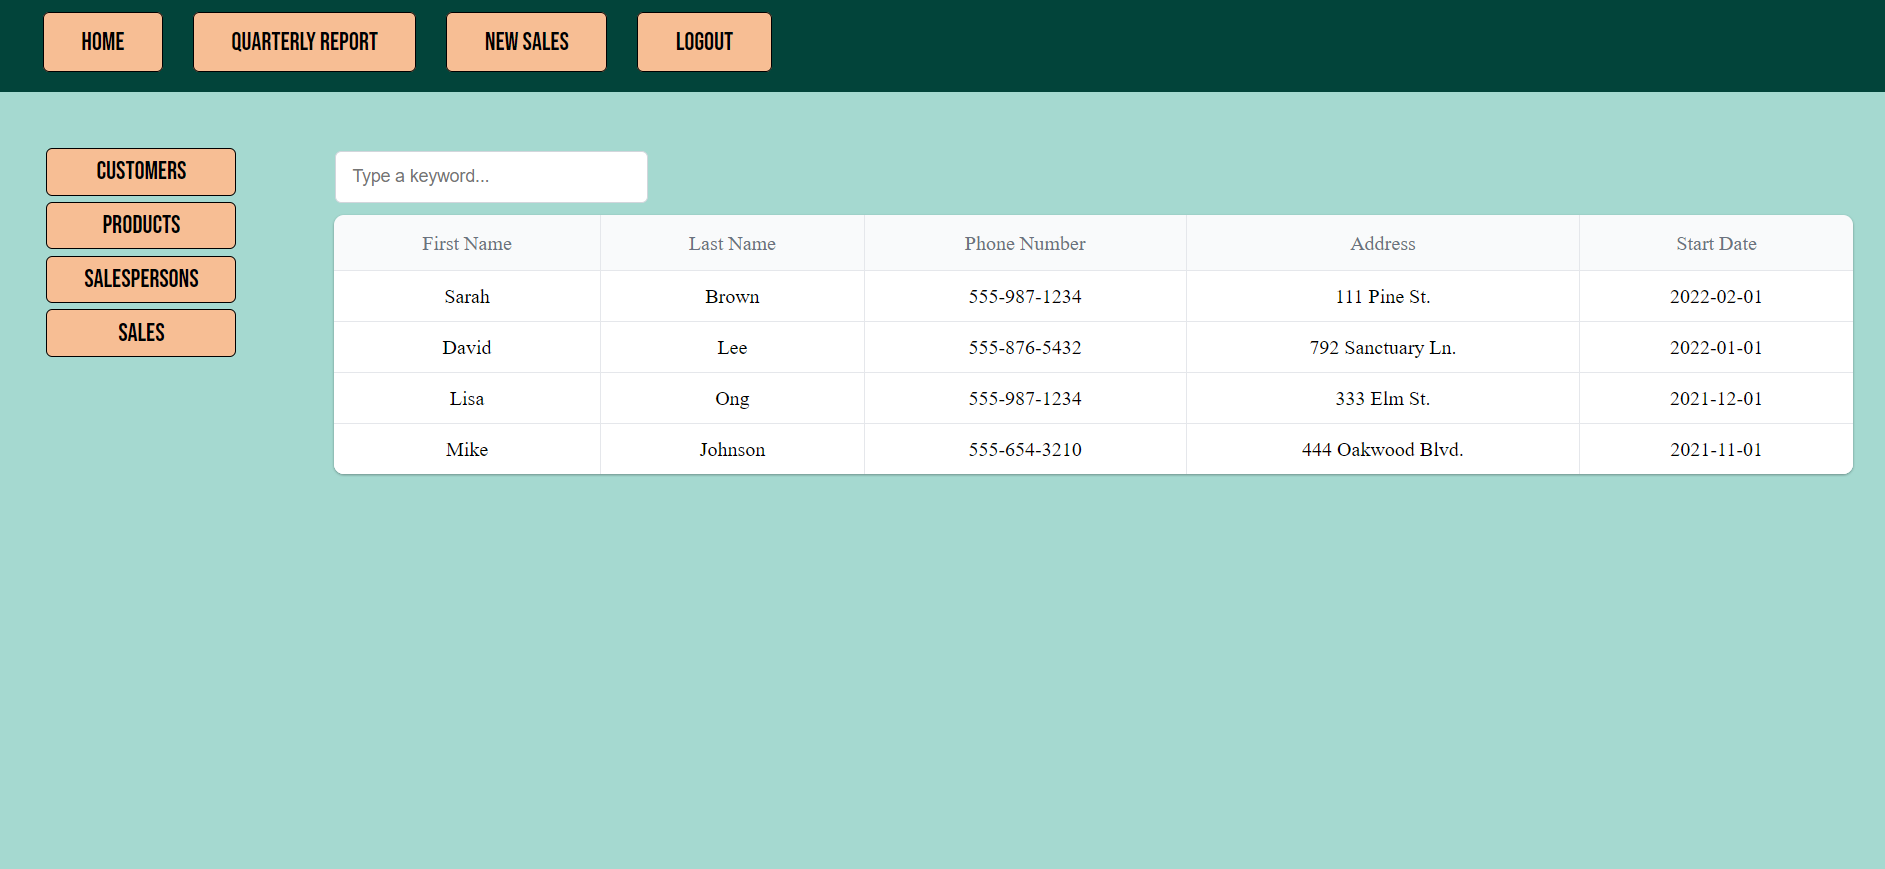 HOME QUARTERLY REPORT NEW SALES LOGOUT
CUSTOMERS
PRODUCTS
SALESPERSONS
SALES
Type a keyword...
First Name Last Name Phone Number Address Start Date
Sarah Brown 555-987-1234 111 Pine St. 2022-02-01
David Lee 555-876-5432 792 Sanctuary Ln. 2022-01-01
Lisa Ong 555-987-1234 333 Elm St. 2021-12-01
Mike Johnson 555-654-3210 444 Oakwood Blvd. 2021-11-01